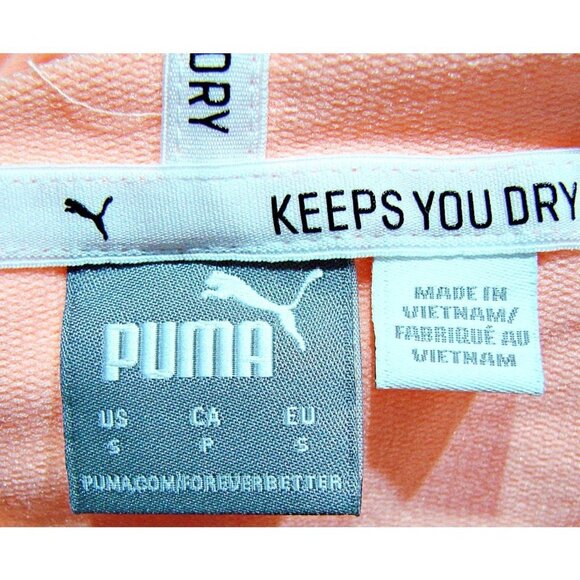 DRY
KEEPS YOU DRY
PUMA
US CA EU
S P S
PUMA.COM/FOREVERBETTER
MADE IN
VIETNAM/
FABRIQUÉ AU
VIETNAM